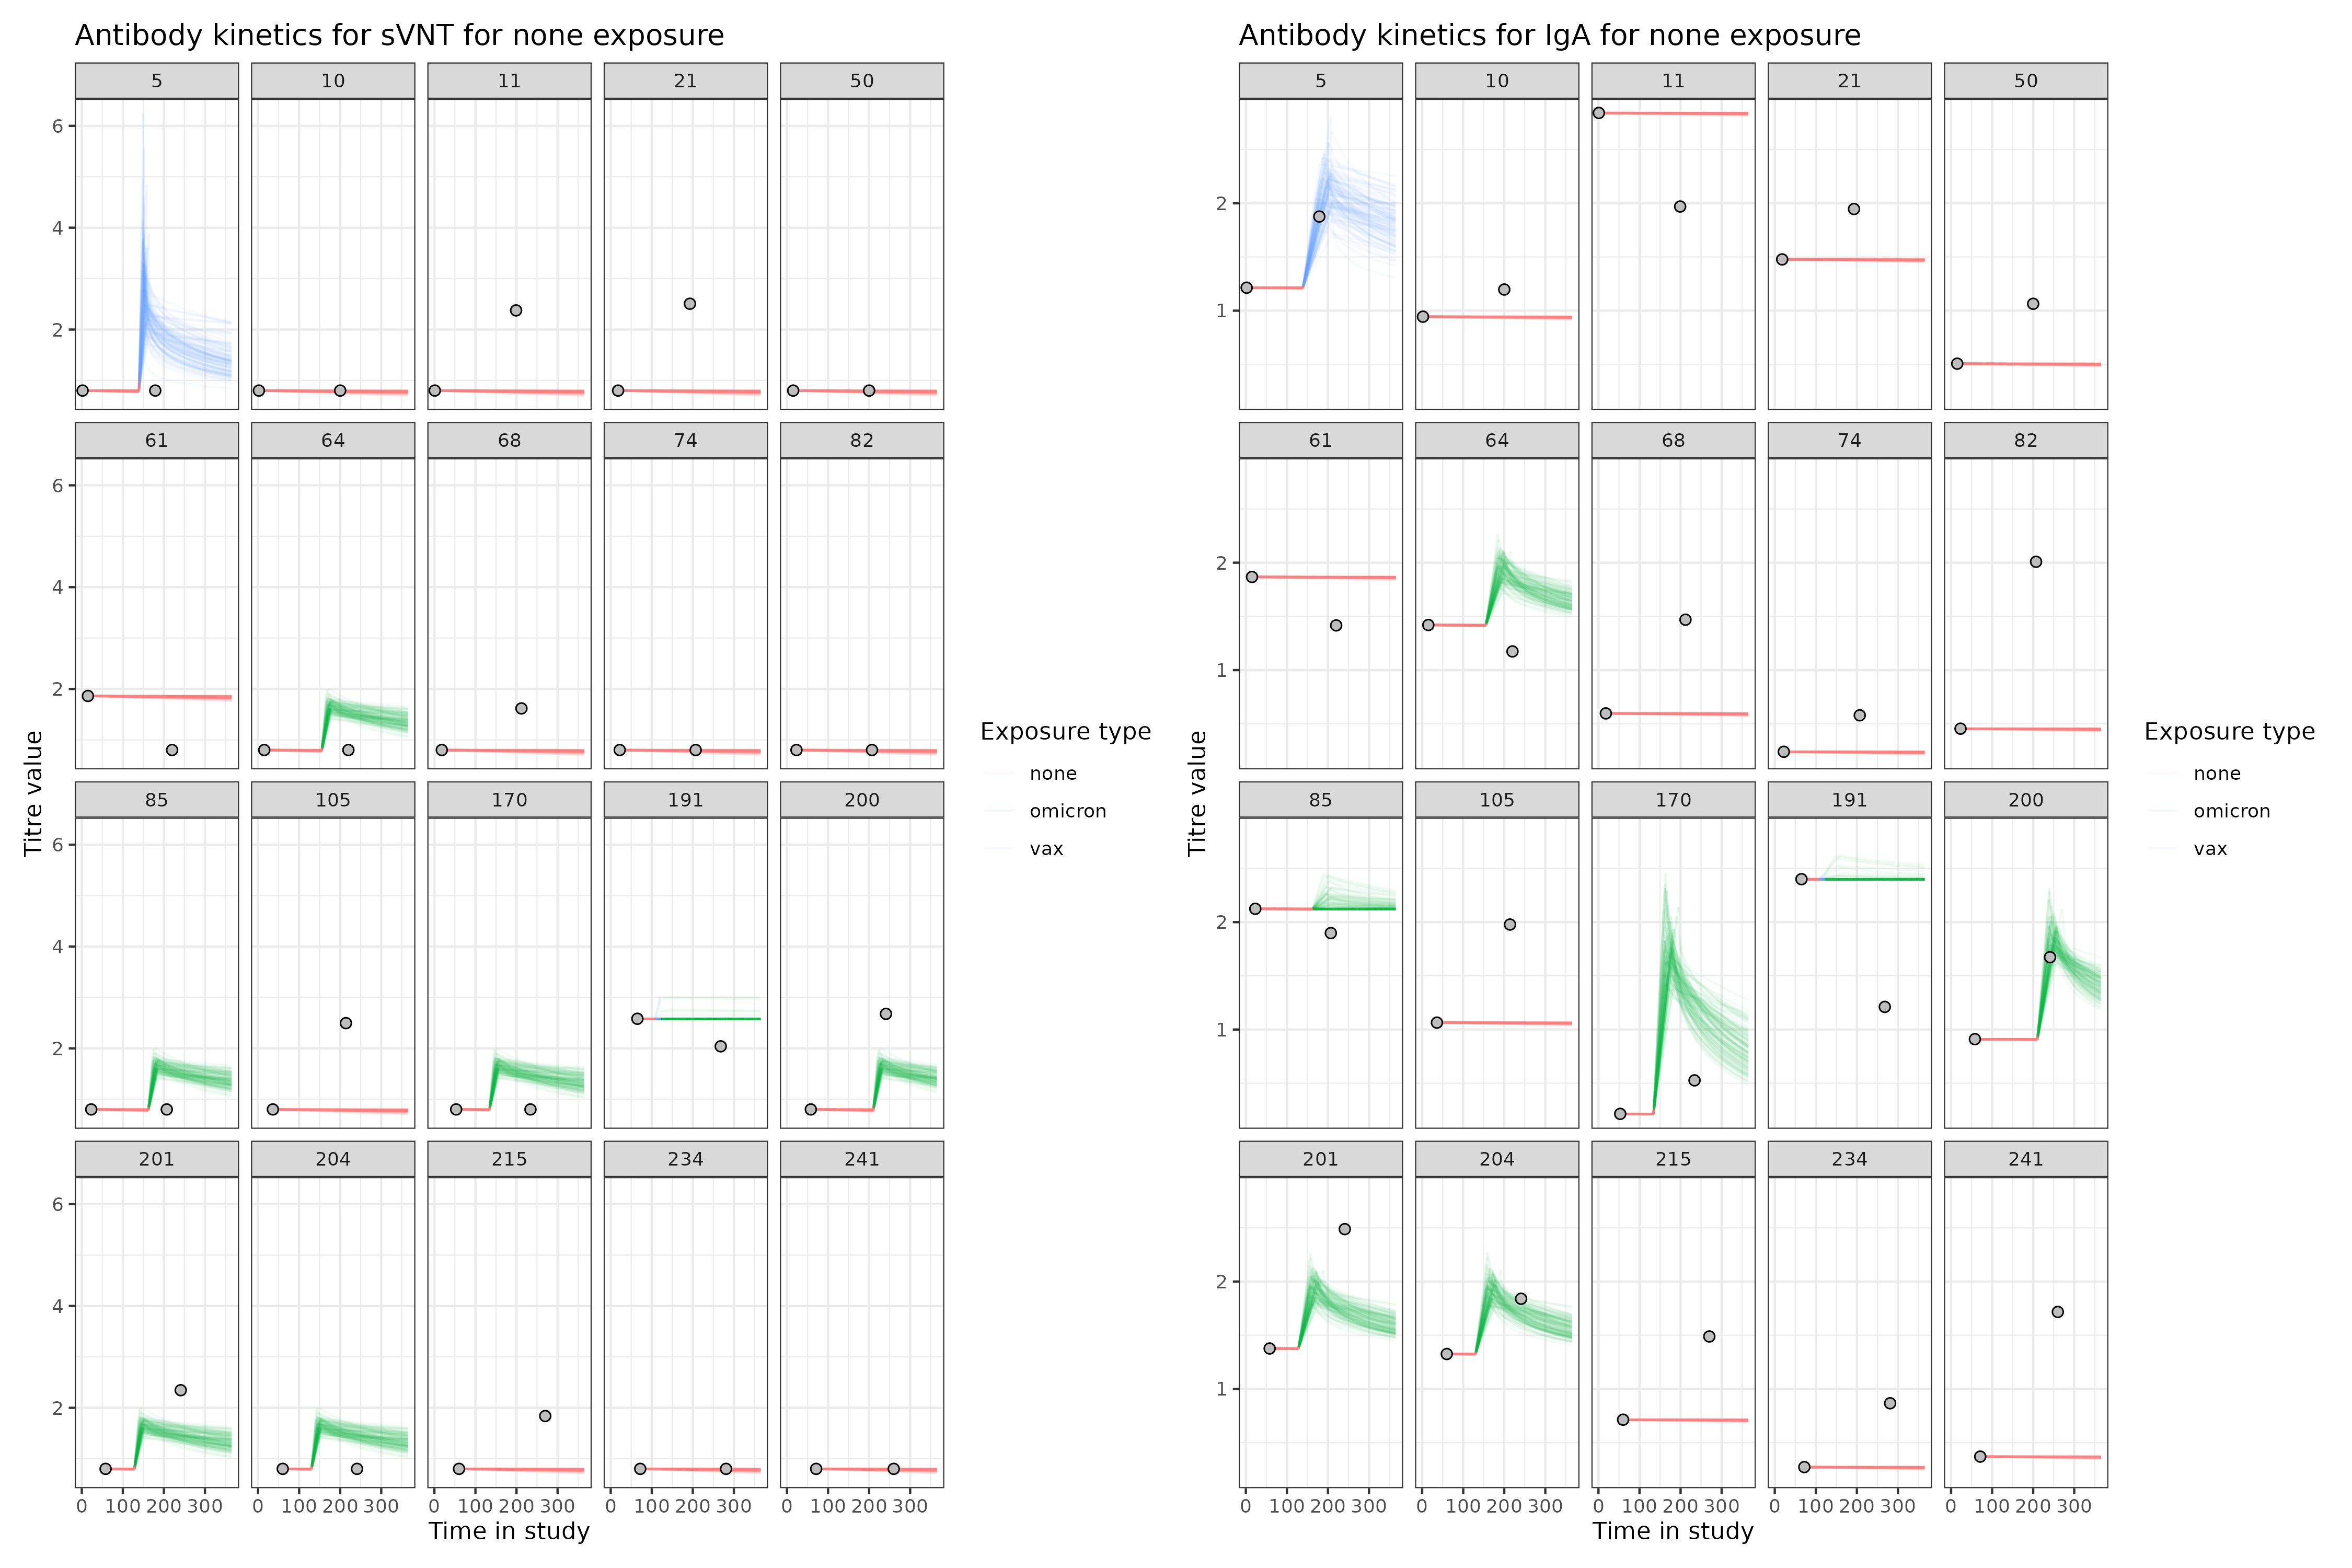 Antibody kinetics for sVNT for none exposure
5 10 11 21 50
6
4
2
61 64 68 74 82
6
4
2
85 105 170 191 200
6
4
2
201 204 215 234 241
6
4
2
0 100 200 300 0 100 200 300 0 100 200 300 0 100 200 300 0 100 200 300
Time in study
Titre value
Exposure type
none
omicron
vax
Antibody kinetics for IgA for none exposure
5 10 11 21 50
2
1
61 64 68 74 82
2
1
85 105 170 191 200
2
1
201 204 215 234 241
2
1
0 100 200 300 0 100 200 300 0 100 200 300 0 100 200 300 0 100 200 300
Time in study
Titre value
Exposure type
none
omicron
vax